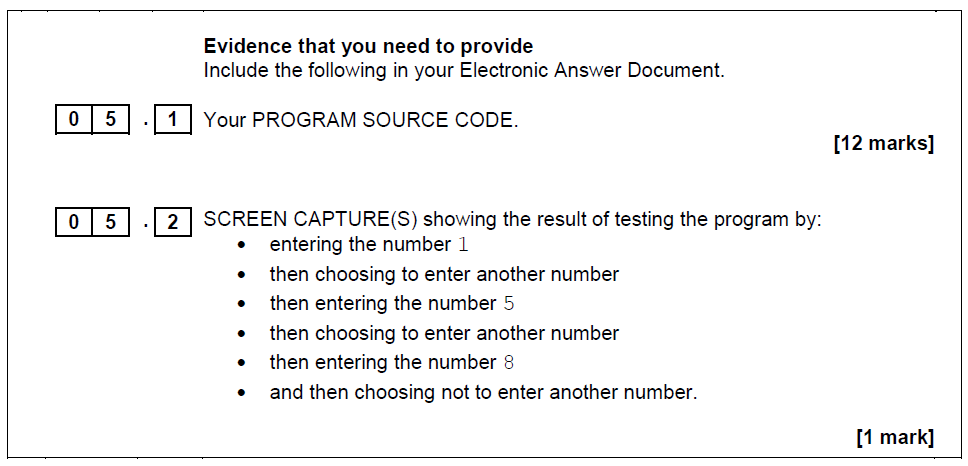 Evidence that you need to provide
Include the following in your Electronic Answer Document.
0 5 . 1 Your PROGRAM SOURCE CODE.
[12 marks]
0 5 . 2 SCREEN CAPTURE(S) showing the result of testing the program by:
• entering the number 1
• then choosing to enter another number
• then entering the number 5
• then choosing to enter another number
• then entering the number 8
• and then choosing not to enter another number.
[1 mark]